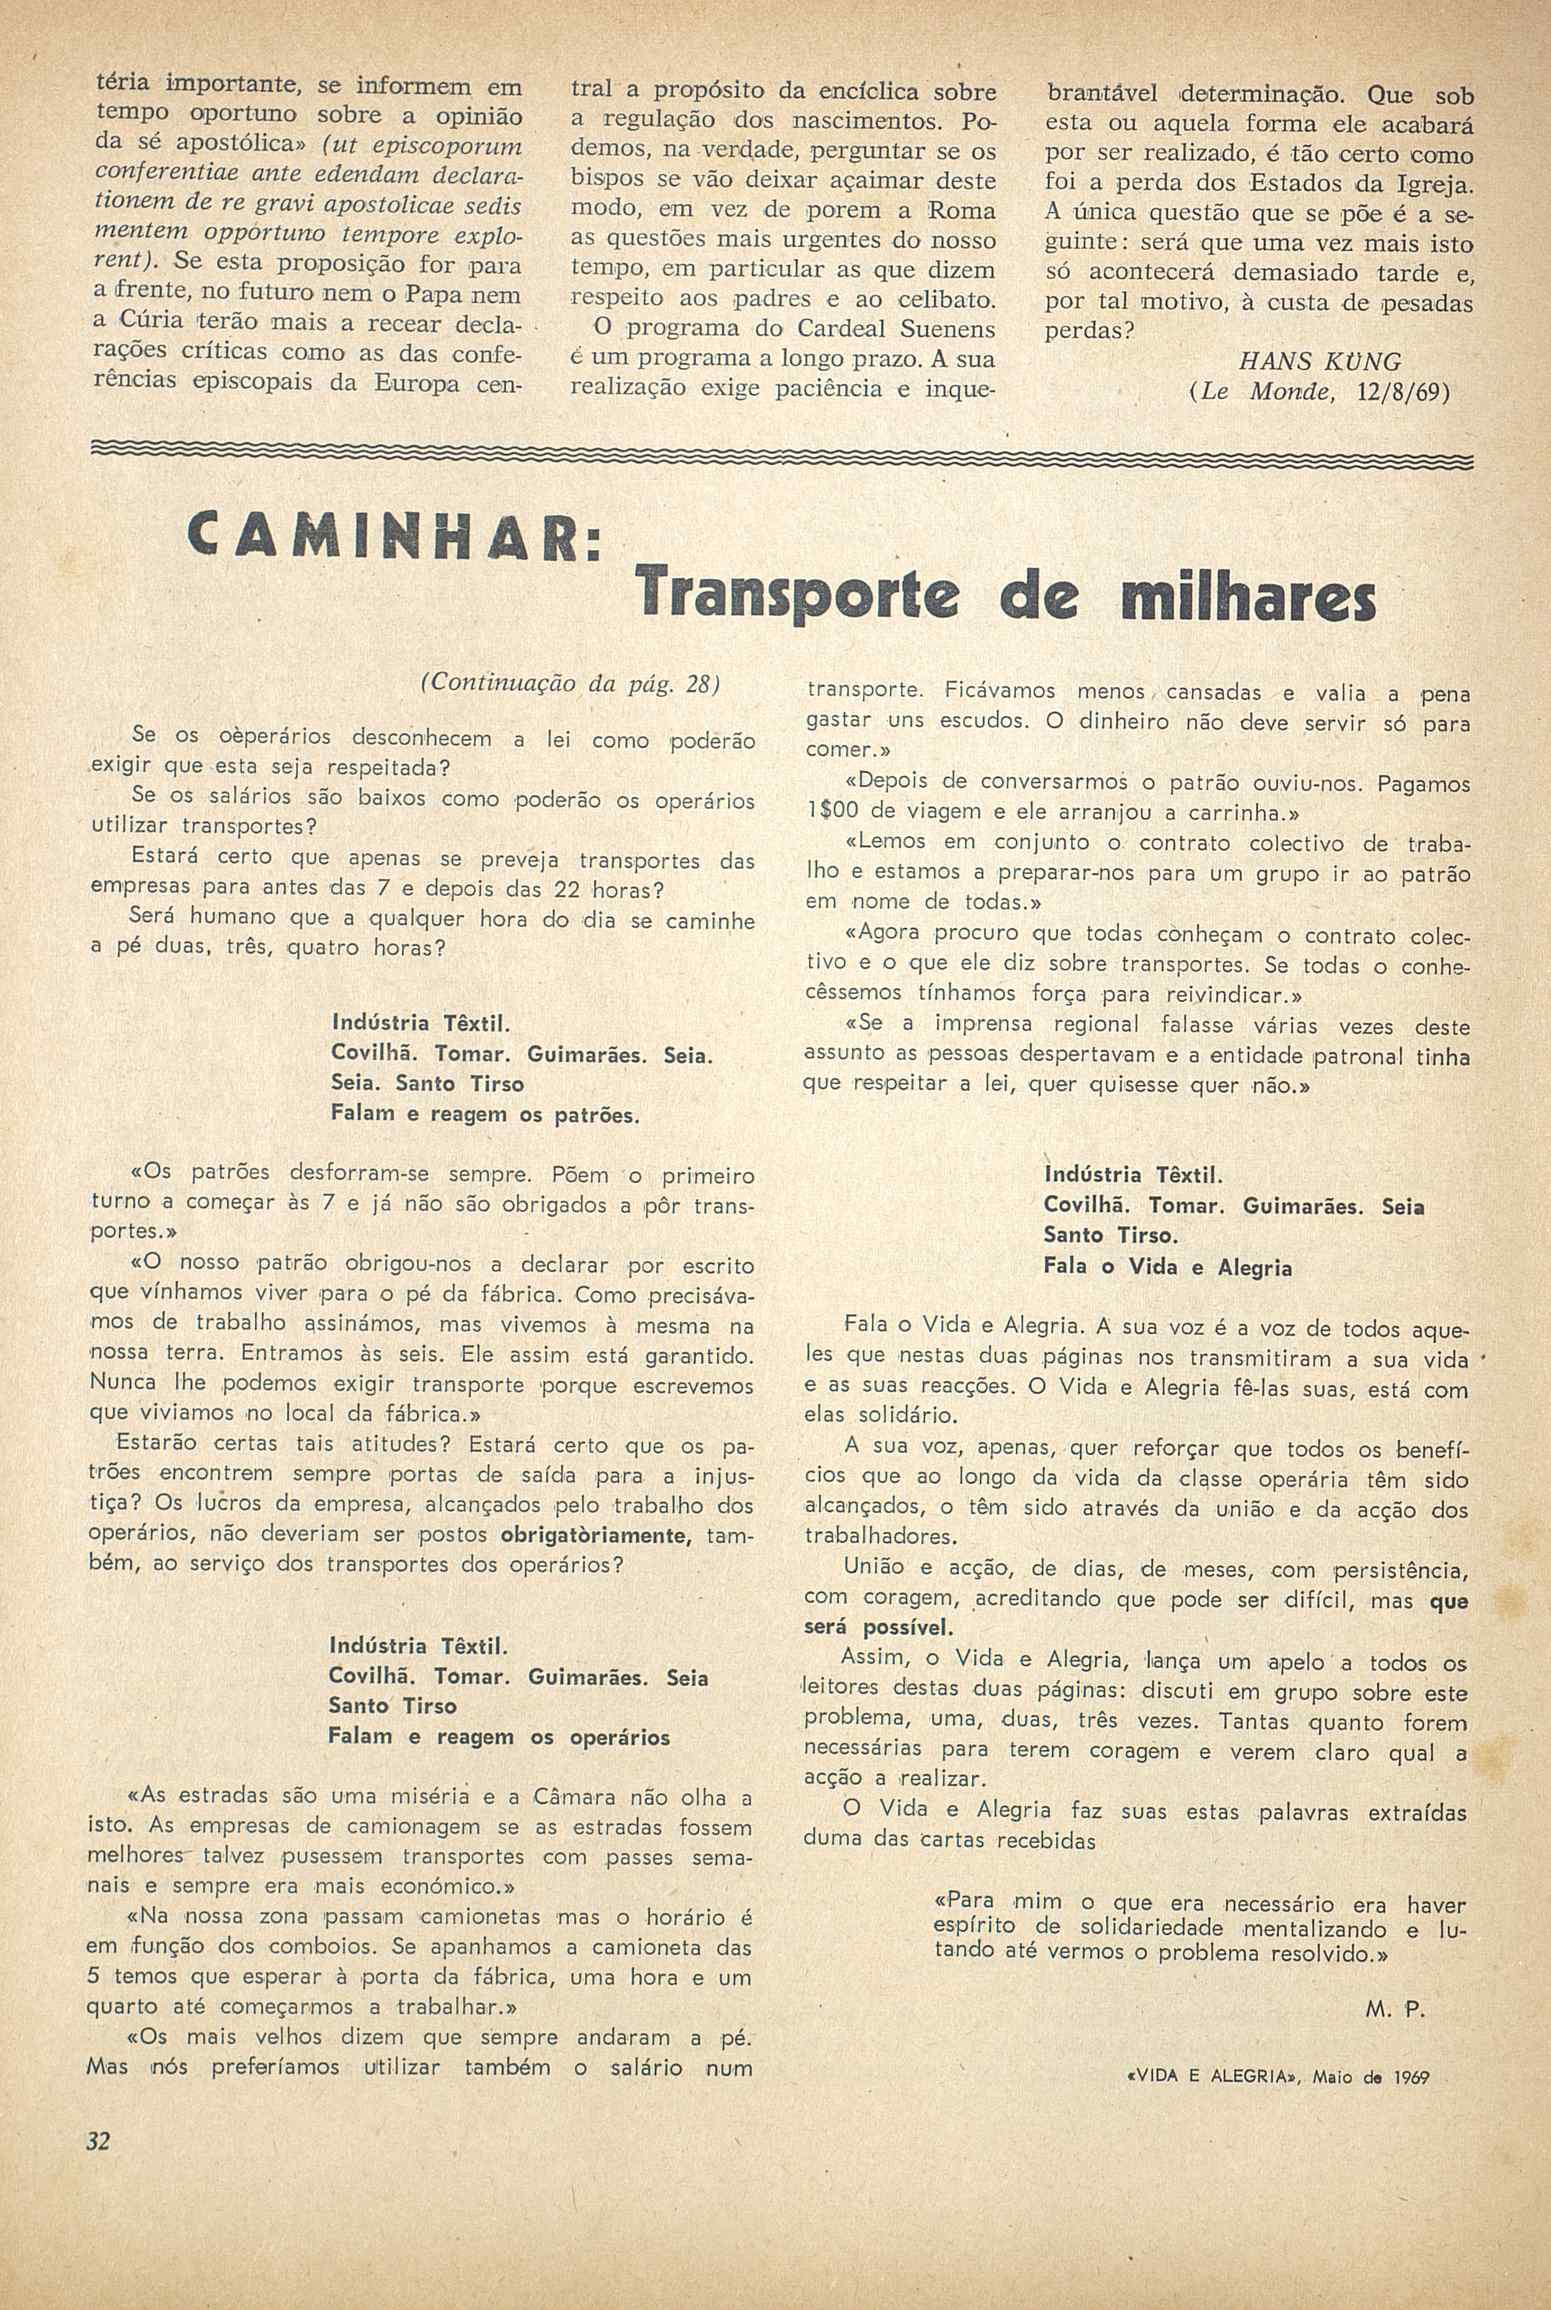 téria importante, se informem em
tempo oportuno sobre a opinião
da sé apostólica» (ut episcoporum
conferentiae ante edendam declara-
tionem de re gravi apostolicae sedis
mentem opportuno tempore explo-
rent). Se esta proposição for para
a frente, no futuro nem o Papa nem
a Cúria terão mais a recear decla-
rações críticas como as das confe-
rências episcopais da Europa cen-
tral a propósito da encíclica sobre
a regulação dos nascimentos. Po-
demos, na verdade, perguntar se os
bispos se vão deixar açaimar deste
modo, em vez de porem a Roma
as questões mais urgentes do nosso
tempo, em particular as que dizem
respeito aos padres e ao celibato.
O programa do Cardeal Suenens
é um programa a longo prazo. A sua
realização exige paciência e inque-
brantável determinação. Que sob
esta ou aquela forma ele acabará
por ser realizado, é tão certo como
foi a perda dos Estados da Igreja.
A única questão que se põe é a se-
guinte: será que uma vez mais isto
só acontecerá demasiado tarde e,
por tal motivo, à custa de pesadas
perdas?
HANS KÜNG
(Le Monde, 12/8/69)
CAMINHAR:
Transporte de milhares
(Continuação da pág. 28)
Se os oèperários desconhecem a lei como poderão
exigir que esta seja respeitada?
Se os salários são baixos como poderão os operários
utilizar transportes?
Estará certo que apenas se preveja transportes das
empresas para antes das 7 e depois das 22 horas?
Será humano que a qualquer hora do dia se caminhe
a pé duas, três, quatro horas?
Indústria Têxtil.
Covilhã. Tomar. Guimarães. Seia.
Seia. Santo Tirso
Falam e reagem os patrões.
«Os patrões desforram-se sempre. Põem o primeiro
turno a começar às 7 e já não são obrigados a pôr trans-
portes.»
«O nosso patrão obrigou-nos a declarar por escrito
que vínhamos viver para o pé da fábrica. Como precisáva-
mos de trabalho assinámos, mas vivemos à mesma na
nossa terra. Entramos às seis. Ele assim está garantido.
Nunca lhe podemos exigir transporte porque escrevemos
que viviamos no local da fábrica.»
Estarão certas tais atitudes? Estará certo que os pa-
trões encontrem sempre portas de saída para a injus-
tiça? Os lucros da empresa, alcançados pelo trabalho dos
operários, não deveriam ser postos obrigatòriamente, tam-
bém, ao serviço dos transportes dos operários?
Indústria Têxtil.
Covilhã. Tomar. Guimarães. Seia
Santo Tirso
Falam e reagem os operários
«As estradas são uma miséria e a Câmara não olha a
isto. As empresas de camionagem se as estradas fossem
melhores talvez pusessem transportes com passes sema-
nais e sempre era mais económico.»
«Na nossa zona passam camionetas mas o horário é
em função dos comboios. Se apanhamos a camioneta das
5 temos que esperar à porta da fábrica, uma hora e um
quarto até começarmos a trabalhar.»
«Os mais velhos dizem que sempre andaram a pé.
Mas nós preferíamos utilizar também o salário num
transporte. Ficávamos menos cansadas e valia a pena
gastar uns escudos. O dinheiro não deve servir só para
comer.»
«Depois de conversarmos o patrão ouviu-nos. Pagamos
1$00 de viagem e ele arranjou a carrinha.»
«Lemos em conjunto o contrato colectivo de traba-
lho e estamos a preparar-nos para um grupo ir ao patrão
em nome de todas.»
«Agora procuro que todas conheçam o contrato colec-
tivo e o que ele diz sobre transportes. Se todas o conhe-
cêssemos tínhamos força para reivindicar.»
«Se a imprensa regional falasse várias vezes deste
assunto as pessoas despertavam e a entidade patronal tinha
que respeitar a lei, quer quisesse quer não.»
Indústria Têxtil.
Covilhã. Tomar. Guimarães. Seia
Santo Tirso.
Fala o Vida e Alegria
Fala o Vida e Alegria. A sua voz é a voz de todos aque-
les que nestas duas páginas nos transmitiram a sua vida
e as suas reacções. O Vida e Alegria fê-las suas, está com
elas solidário.
A sua voz, apenas, quer reforçar que todos os benefí-
cios que ao longo da vida da classe operária têm sido
alcançados, o têm sido através da união e da acção dos
trabalhadores.
União e acção, de dias, de meses, com persistência,
com coragem, acreditando que pode ser difícil, mas que
será possível.
Assim, o Vida e Alegria, lança um apelo a todos os
leitores destas duas páginas: discuti em grupo sobre este
problema, uma, duas, três vezes. Tantas quanto forem
necessárias para terem coragem e verem claro qual a
acção a realizar.
O Vida e Alegria faz suas estas palavras extraídas
duma das cartas recebidas
«Para mim o que era necessário era haver
espírito de solidariedade mentalizando e lu-
tando até vermos o problema resolvido.»
M. P.
«VIDA E ALEGRIA», Maio de 1969
32